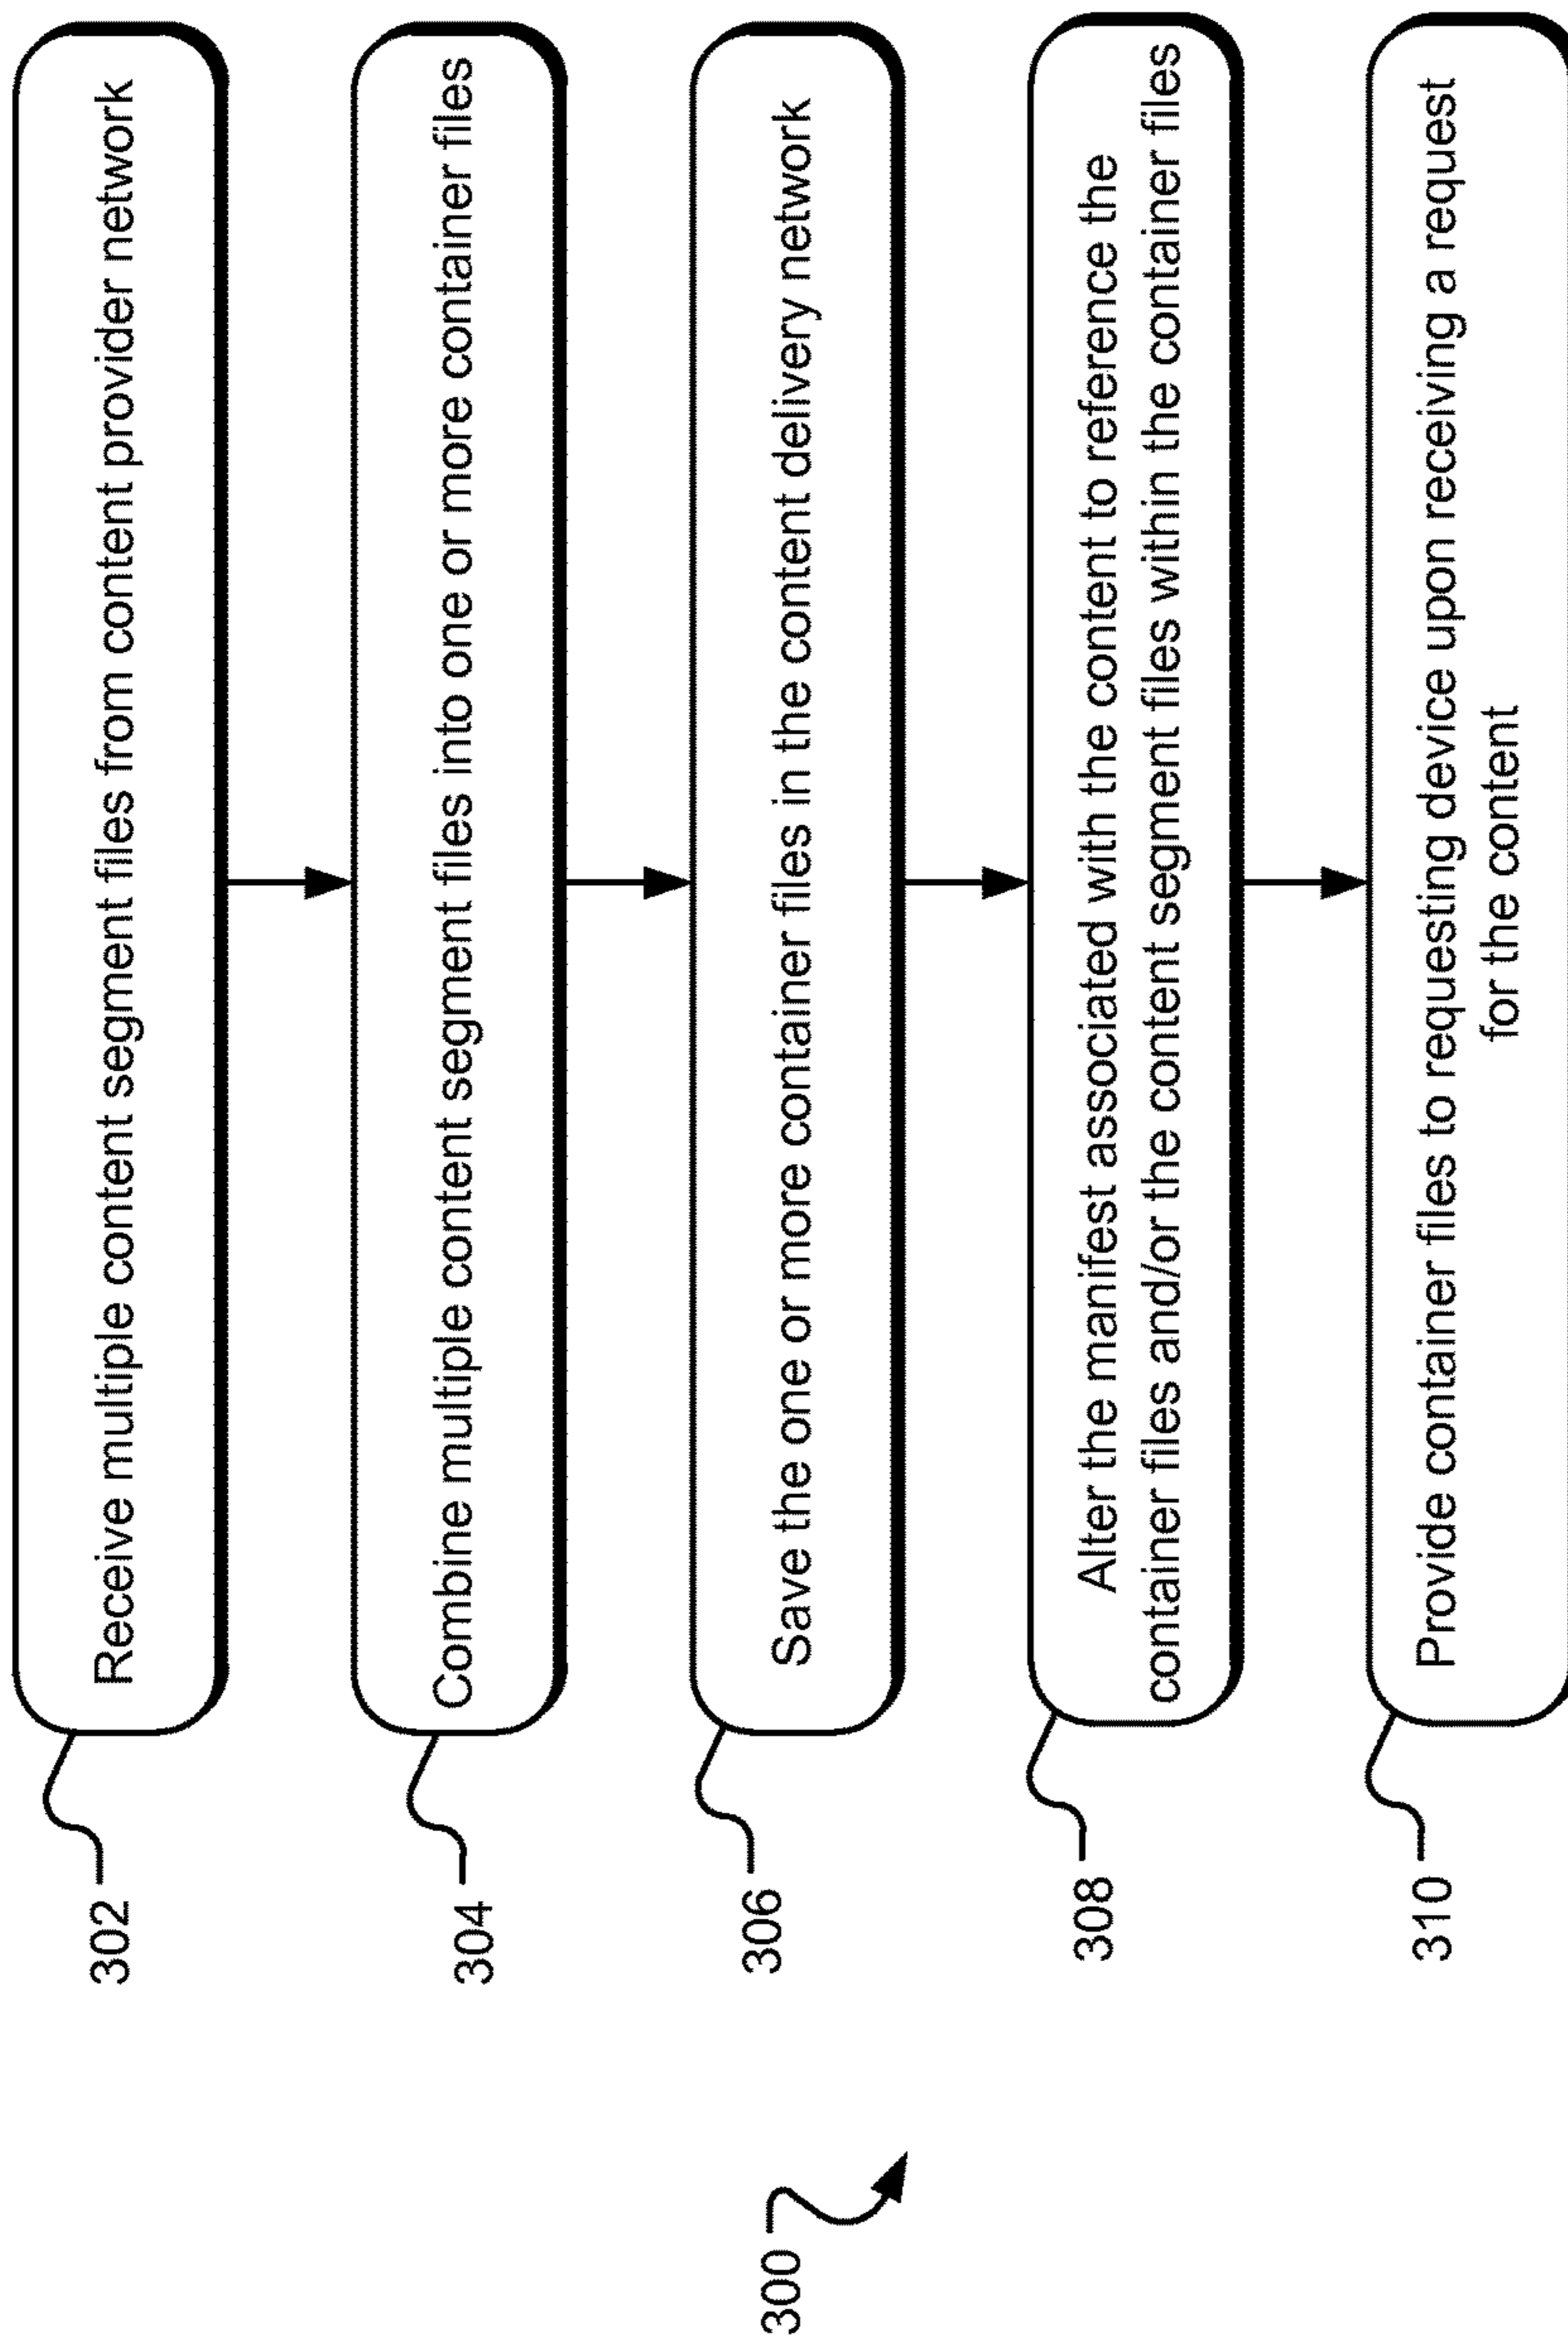 300
302
Receive multiple content segment files from content provider network
304
Combine multiple content segment files into one or more container files
306
Save the one or more container files in the content delivery network
308
Alter the manifest associated with the content to reference the
container files and/or the content segment files within the container files
310
Provide container files to requesting device upon receiving a request
for the content